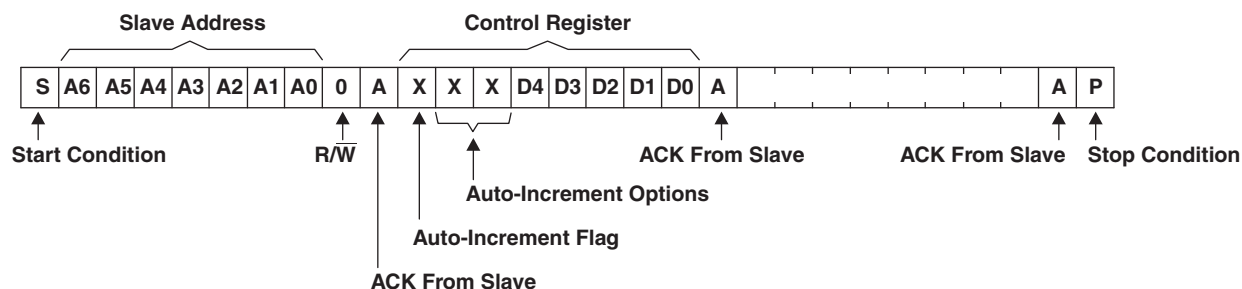 Slave Address Control Register
S A6 A5 A4 A3 A2 A1 A0 0 A X X X D4 D3 D2 D1 D0 A A P
Start Condition R/W̅ ACK From Slave ACK From Slave Stop Condition
Auto-Increment Options
Auto-Increment Flag
ACK From Slave